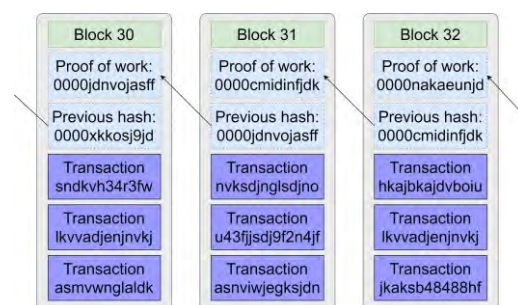 Block 30
Proof of work:
0000jdnvojasff
Previous hash:
0000xkkosj9jd
Transaction
sndkvh34r3fw
Transaction
lkvvadjenjnvkj
Transaction
asmvwnglaldk
Block 31
Proof of work:
0000cmidinfjdk
Previous hash:
0000jdnvojasff
Transaction
nvksdjnglsdjno
Transaction
u43fjjsdj9f2n4jf
Transaction
asnviwjegksjdn
Block 32
Proof of work:
0000nakaeunjd
Previous hash:
0000cmidinfjdk
Transaction
hkajbkajdvboiu
Transaction
lkvvadjenjnvkj
Transaction
jkaksb48488hf